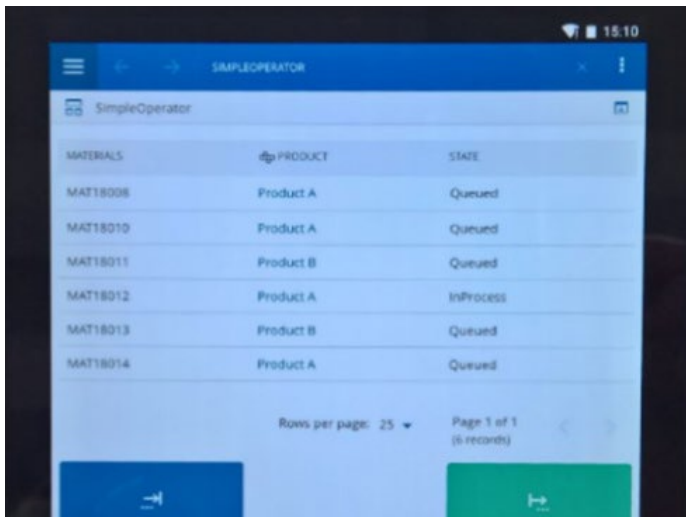 15:10
SIMPLEOPERATOR
SimpleOperator
MATERIALS PRODUCT STATE
MAT18008 Product A Queued
MAT18010 Product A Queued
MAT18011 Product B Queued
MAT18012 Product A InProcess
MAT18013 Product B Queued
MAT18014 Product A Queued
Rows per page: 25 Page 1 of 1
(6 records)